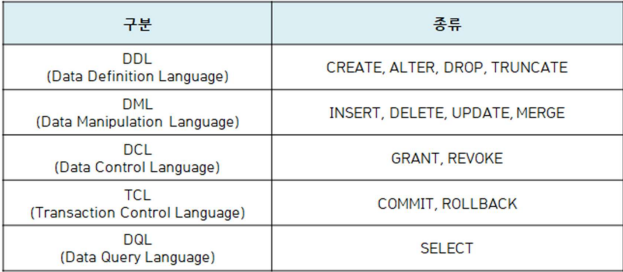 구분
종류
DDL
(Data Definition Language)
CREATE, ALTER, DROP, TRUNCATE
DML
(Data Manipulation Language)
INSERT, DELETE, UPDATE, MERGE
DCL
(Data Control Language)
GRANT, REVOKE
TCL
(Transaction Control Language)
COMMIT, ROLLBACK
DQL
(Data Query Language)
SELECT